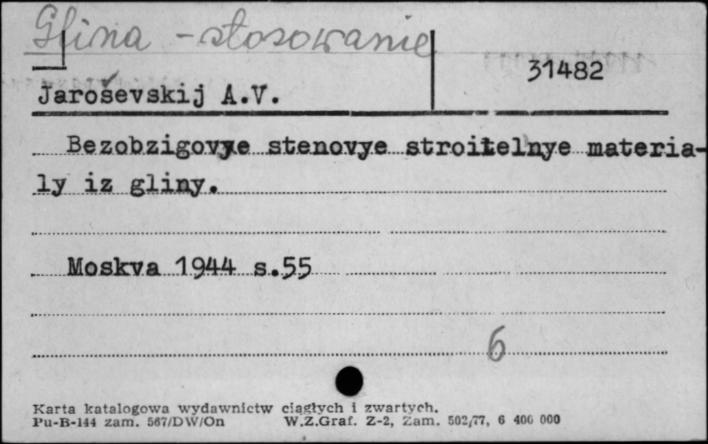 Glina - stosowanie
31482
Jaroševskij A.V.
Bezobzigovye stenovye stroitelnye materia-
ly iz gliny.
Moskva 1944 s.55
6
Karta katalogowa wydawnictw ciągłych i zwartych.
Pu-B-144 zam. 567/DW/On W.Z.Graf. Z-2, Zam. 502/77, 6 400 000